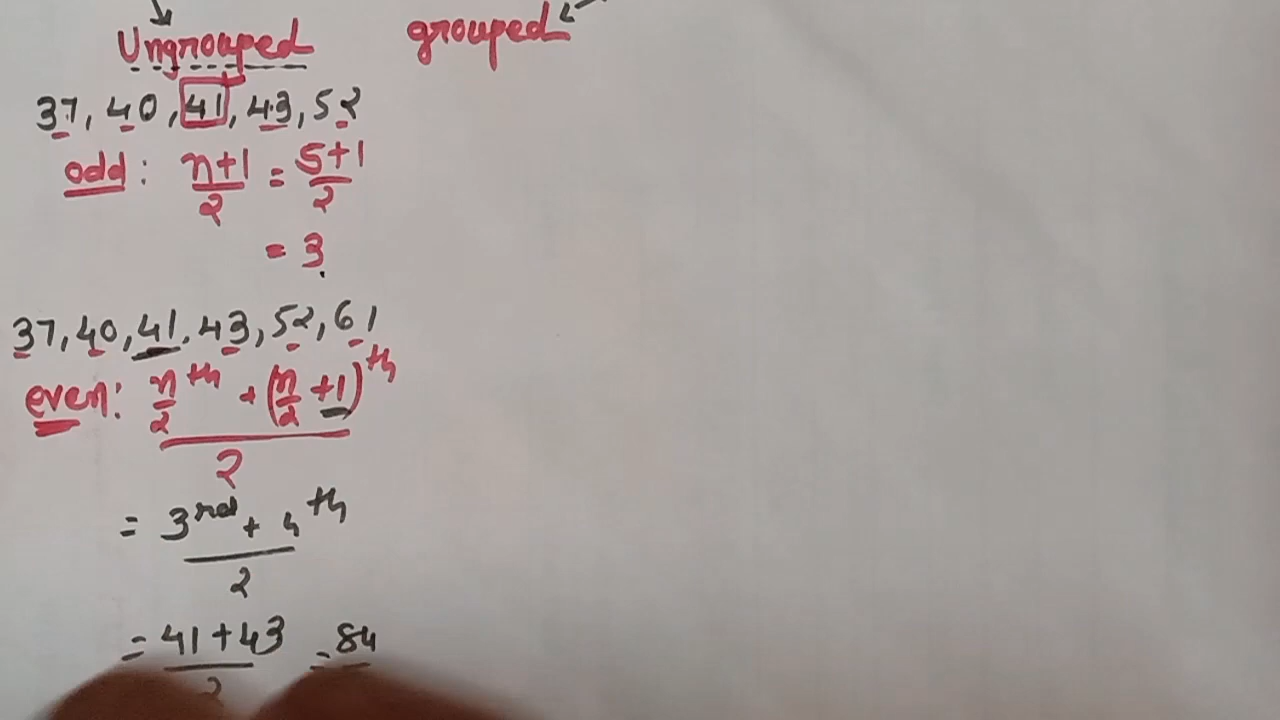 Ungrouped grouped
37, 40, 41, 43, 52
odd: n+1/2 = 5+1/2
= 3
37, 40, 41, 43, 52, 61
even: n/2 th + (n/2 +1)th
2
= 3rd + 4th
2
= 41+43/2 = 84